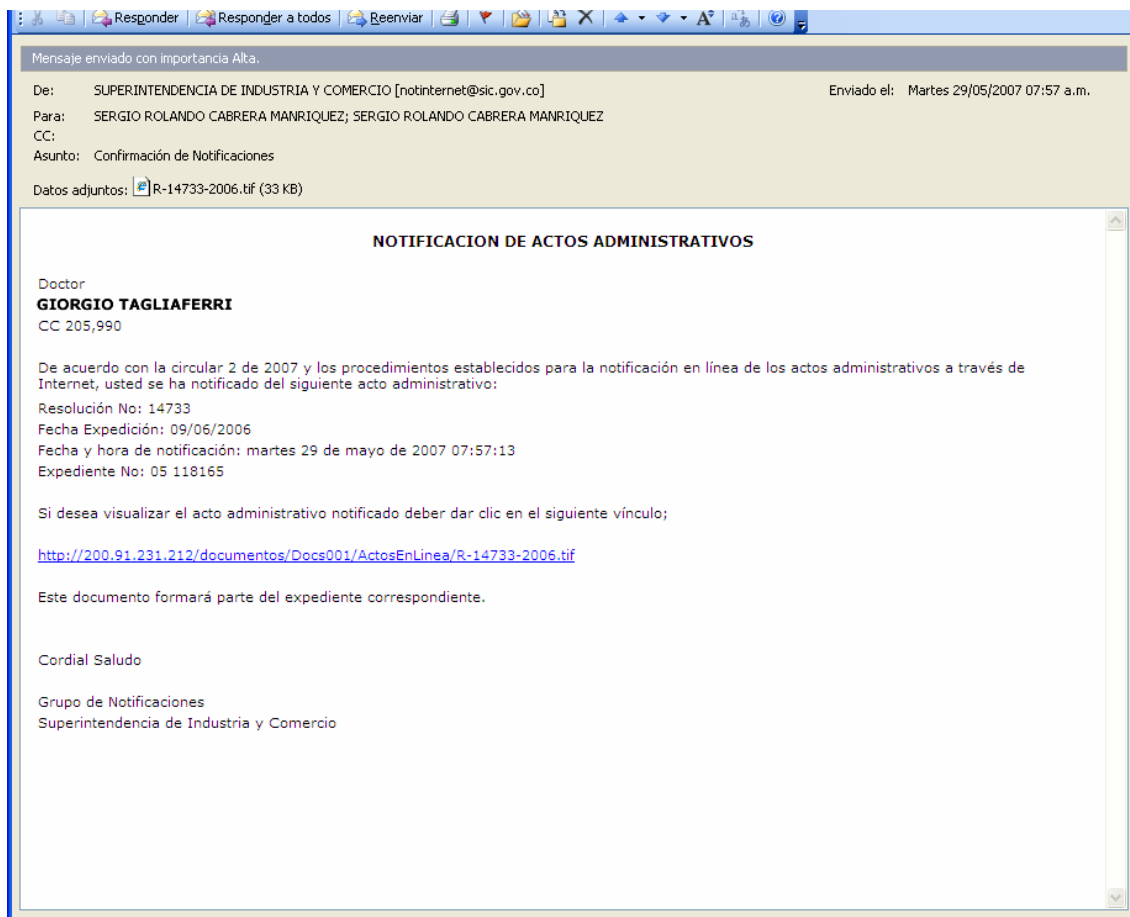 Responder Responder a todos Reenviar
Mensaje enviado con importancia Alta.
De: SUPERINTENDENCIA DE INDUSTRIA Y COMERCIO [notinternet@sic.gov.co] Enviado el: Martes 29/05/2007 07:57 a.m.
Para: SERGIO ROLANDO CABRERA MANRIQUEZ; SERGIO ROLANDO CABRERA MANRIQUEZ
CC:
Asunto: Confirmación de Notificaciones
Datos adjuntos: R-14733-2006.tif (33 KB)
NOTIFICACION DE ACTOS ADMINISTRATIVOS
Doctor
GIORGIO TAGLIAFERRI
CC 205,990
De acuerdo con la circular 2 de 2007 y los procedimientos establecidos para la notificación en línea de los actos administrativos a través de
Internet, usted se ha notificado del siguiente acto administrativo:
Resolución No: 14733
Fecha Expedición: 09/06/2006
Fecha y hora de notificación: martes 29 de mayo de 2007 07:57:13
Expediente No: 05 118165
Si desea visualizar el acto administrativo notificado deber dar clic en el siguiente vínculo;
http://200.91.231.212/documentos/Docs001/ActosEnLinea/R-14733-2006.tif
Este documento formará parte del expediente correspondiente.
Cordial Saludo
Grupo de Notificaciones
Superintendencia de Industria y Comercio